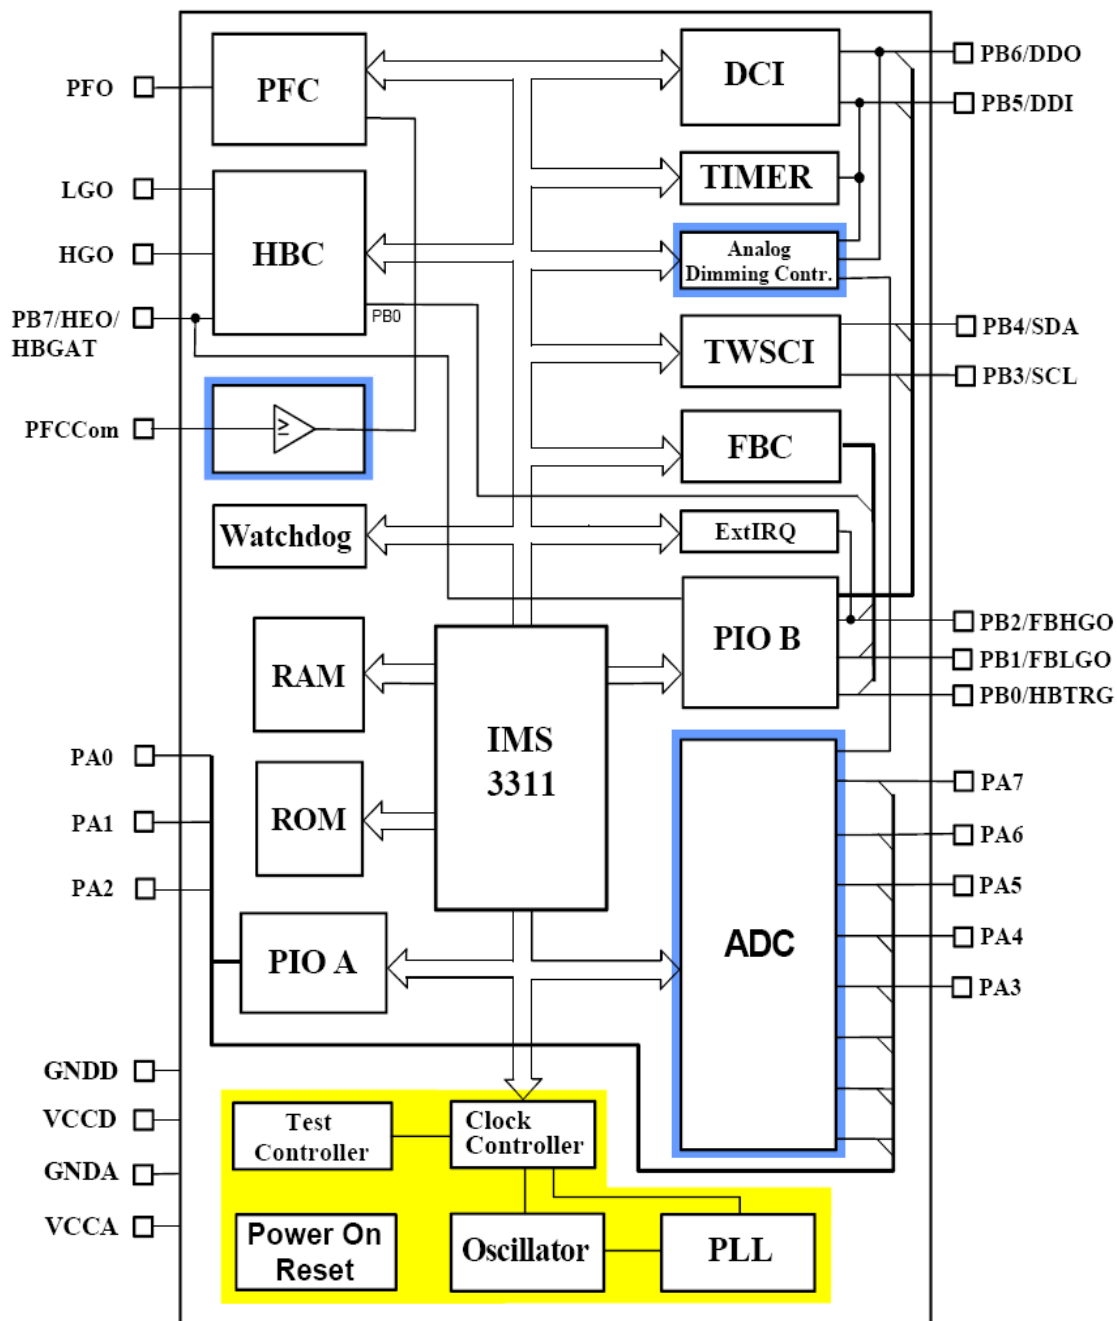 PFO
LGO
HGO
PB7/HEO/
HBGAT
PFCCom
PA0
PA1
PA2
GNDD
VCCD
GNDA
VCCA
PFC
HBC
PB0
≥
Watchdog
RAM
ROM
PIO A
IMS
3311
DCI
TIMER
Analog
Dimming Contr.
TWSCI
FBC
ExtIRQ
PIO B
ADC
Test
Controller
Clock
Controller
Power On
Reset
Oscillator
PLL
PB6/DDO
PB5/DDI
PB4/SDA
PB3/SCL
PB2/FBHGO
PB1/FBLGO
PB0/HBTRG
PA7
PA6
PA5
PA4
PA3